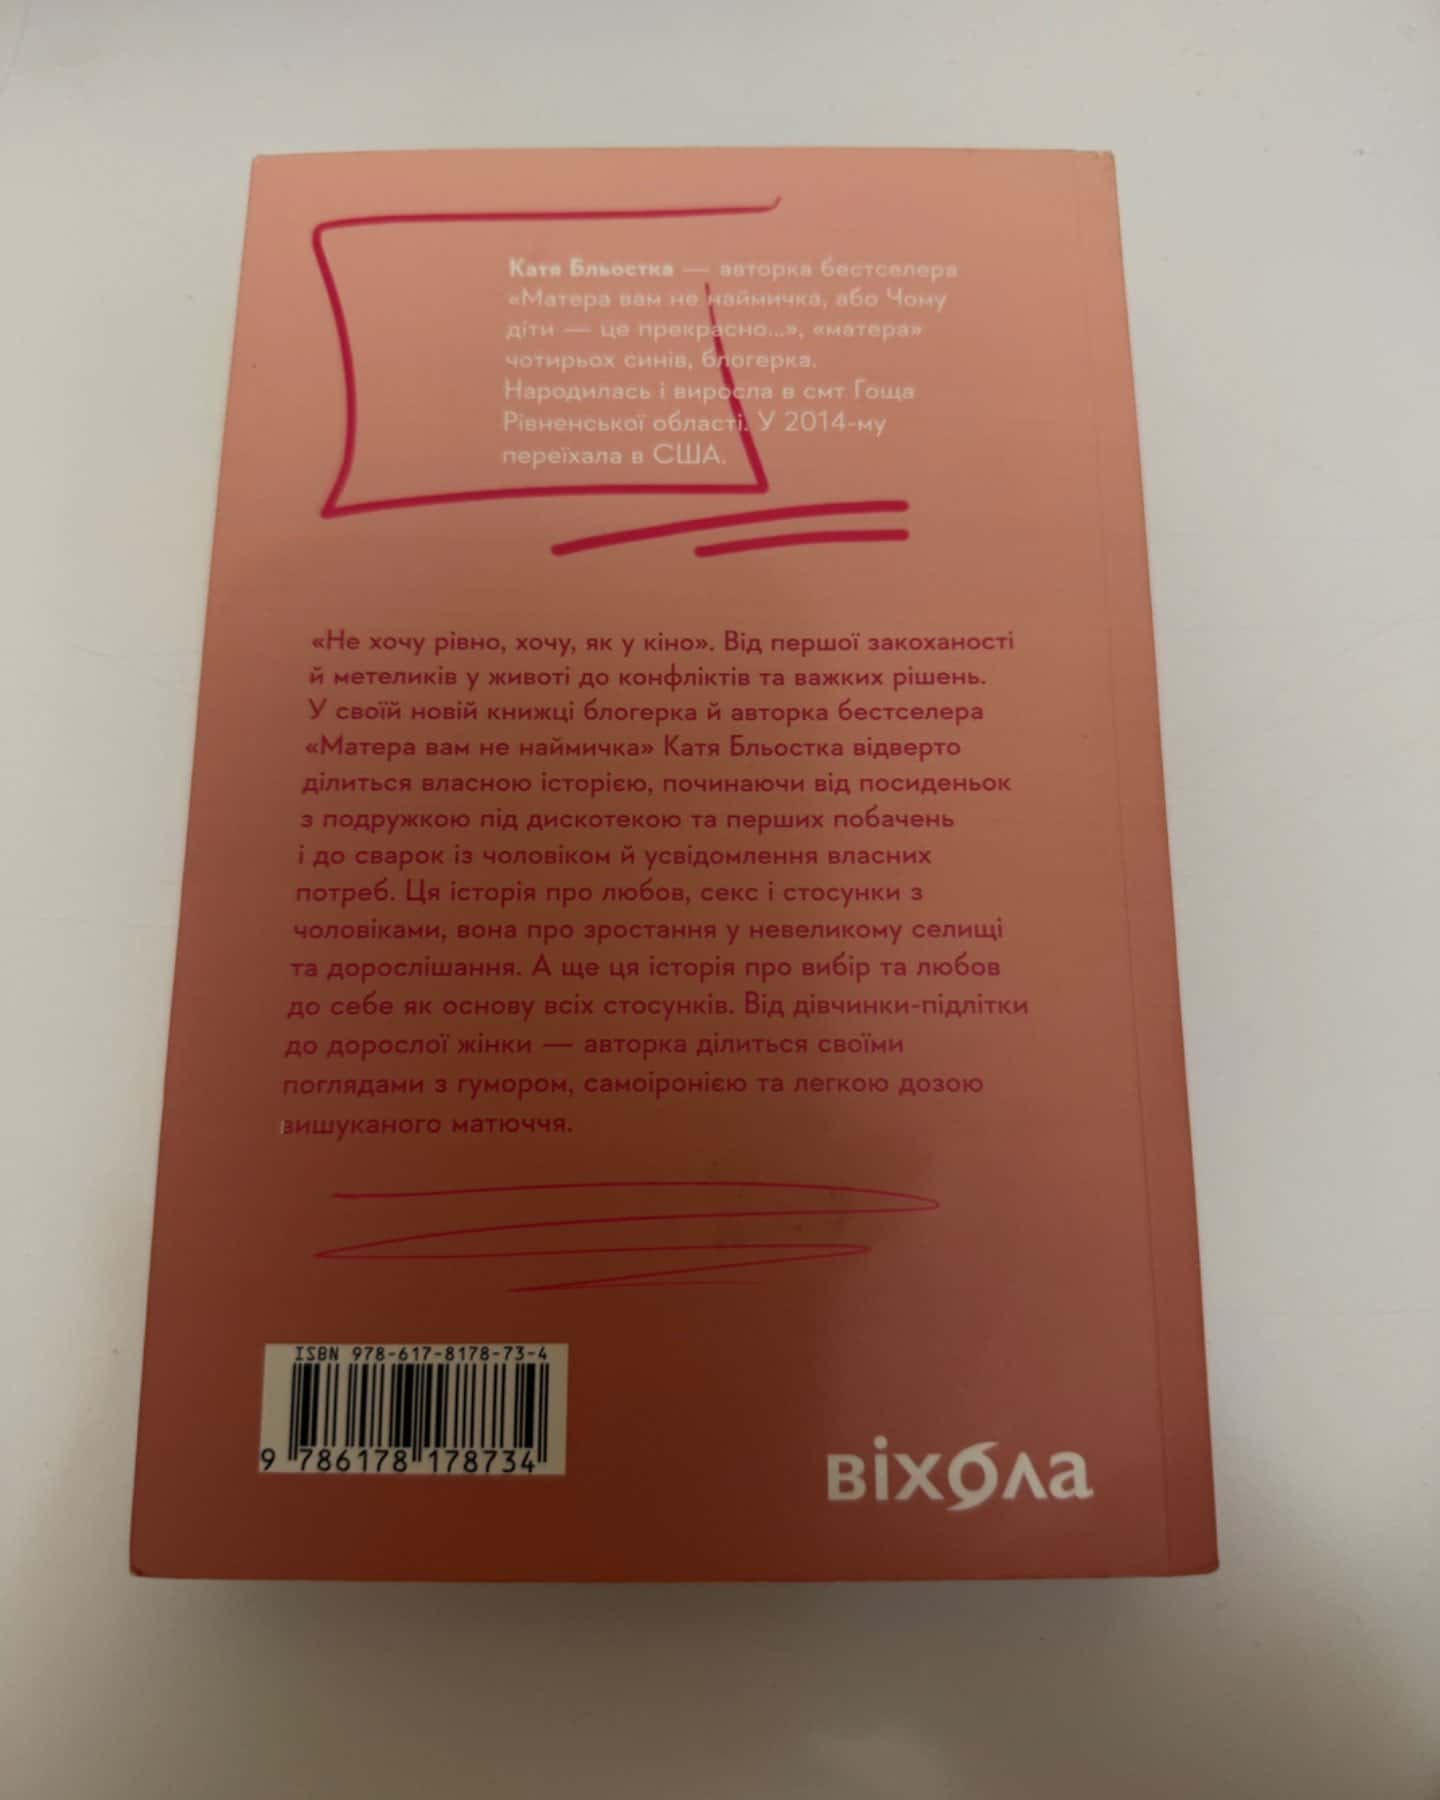 Катя Бльостка — авторка бестселера
«Матера вам не наймичка, або Чому
діти — це прекрасно...», «матера»
чотирьох синів, блогерка.
Народилась і виросла в смт Гоща
Рівненської області. У 2014-му
переїхала в США.
«Не хочу рівно, хочу, як у кіно». Від першої закоханості
й метеликів у животі до конфліктів та важких рішень.
У своїй новій книжці блогерка й авторка бестселера
«Матера вам не наймичка» Катя Бльостка відверто
ділиться власною історією, починаючи від посиденьок
з подружкою під дискотекою та перших побачень
і до сварок із чоловіком й усвідомлення власних
потреб. Ця історія про любов, секс і стосунки з
чоловіками, вона про зростання у невеликому селищі
та дорослішання. А ще ця історія про вибір та любов
до себе як основу всіх стосунків. Від дівчинки-підлітки
до дорослої жінки — авторка ділиться своїми
поглядами з гумором, самоіронією та легкою дозою
вишуканого матюччя.
ISBN 978-617-8178-73-4
9 786178 178734
віхола